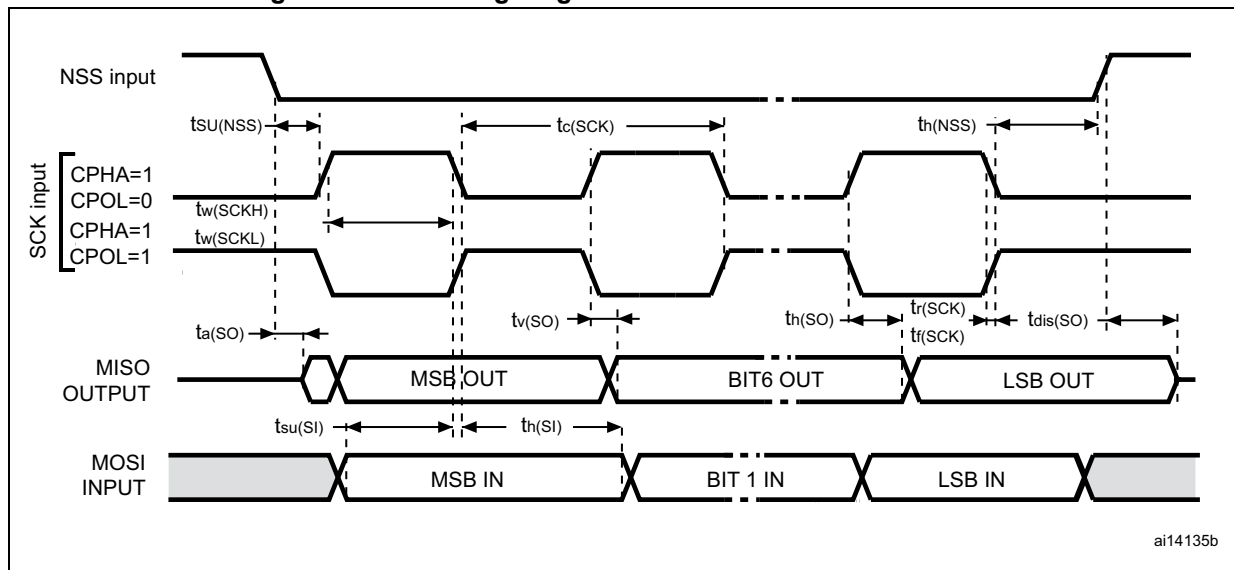 NSS input
tSU(NSS)
tc(SCK)
th(NSS)
SCK input
CPHA=1
CPOL=0
tw(SCKH)
CPHA=1
tw(SCKL)
CPOL=1
ta(SO)
tv(SO)
th(SO)
tr(SCK)
tf(SCK)
tdis(SO)
MISO
OUTPUT
MSB OUT
BIT6 OUT
LSB OUT
tsu(SI)
th(SI)
MOSI
INPUT
MSB IN
BIT 1 IN
LSB IN
ai14135b